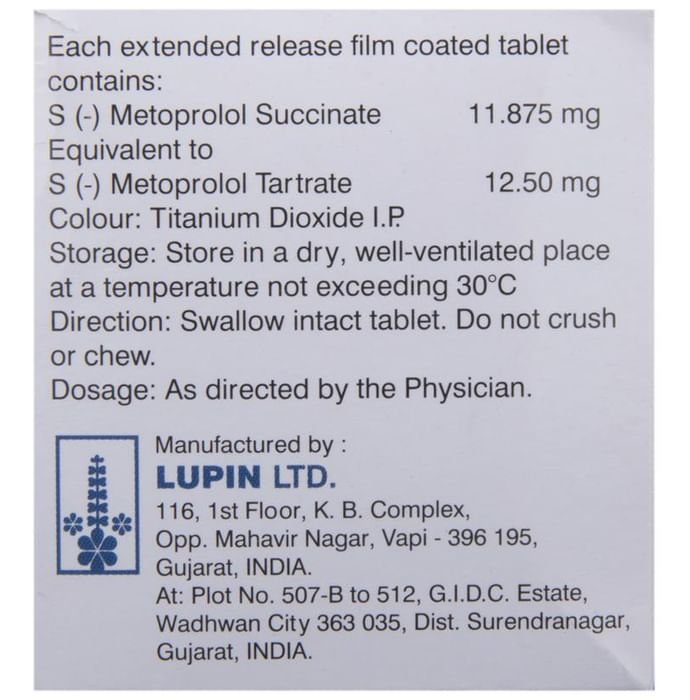 Each extended release film coated tablet
contains:
S (-) Metoprolol Succinate 11.875 mg
Equivalent to
S (-) Metoprolol Tartrate 12.50 mg
Colour: Titanium Dioxide I.P.
Storage: Store in a dry, well-ventilated place
at a temperature not exceeding 30°C
Direction: Swallow intact tablet. Do not crush
or chew.
Dosage: As directed by the Physician.
Manufactured by :
LUPIN LTD.
116, 1st Floor, K. B. Complex,
Opp. Mahavir Nagar, Vapi - 396 195,
Gujarat, INDIA.
At: Plot No. 507-B to 512, G.I.D.C. Estate,
Wadhwan City 363 035, Dist. Surendranagar,
Gujarat, INDIA.